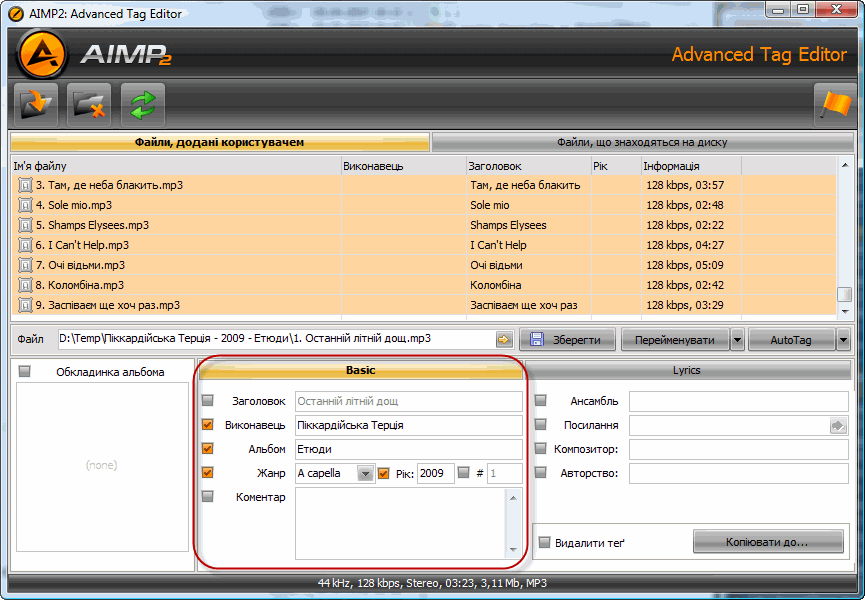 AIMP2: Advanced Tag Editor
AIMP2 Advanced Tag Editor
Файли, додані користувачем Файли, що знаходяться на диску
Ім'я файлу Виконавець Заголовок Рік Інформація
3. Там, де неба блакить.mp3 Там, де неба блакить 128 kbps, 03:57
4. Sole mio.mp3 Sole mio 128 kbps, 02:48
5. Shamps Elysees.mp3 Shamps Elysees 128 kbps, 02:22
6. I Can't Help.mp3 I Can't Help 128 kbps, 04:27
7. Очі відьми.mp3 Очі відьми 128 kbps, 05:09
8. Коломбіна.mp3 Коломбіна 128 kbps, 02:42
9. Заспіваєм ще хоч раз.mp3 Заспіваєм ще хоч раз 128 kbps, 03:29
Файл D:\Temp\Піккардійська Терція - 2009 - Етюди\1. Останній літній дощ.mp3 Зберегти Перейменувати AutoTag
Обкладинка альбома Basic Lyrics
Заголовок Останній літній дощ Ансамбль
Виконавець Піккардійська Терція Посилання
Альбом Етюди Композитор:
(none) Жанр A capella Рік: 2009 # 1 Авторство:
Коментар
Видалити теґ Копіювати до...
44 kHz, 128 kbps, Stereo, 03:23, 3,11 Mb, MP3